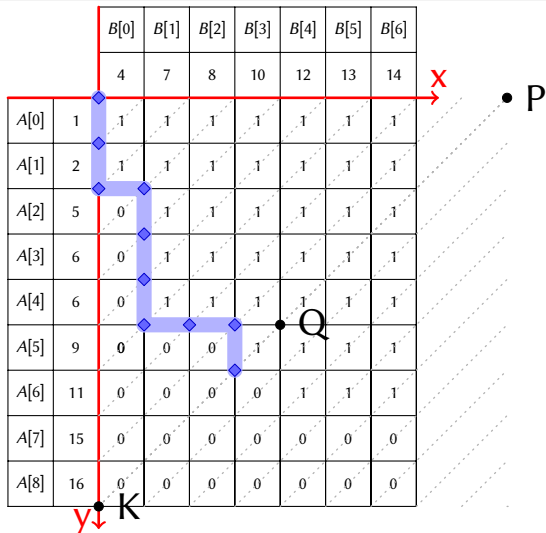 B[0] B[1] B[2] B[3] B[4] B[5] B[6]
4 7 8 10 12 13 14
x
P
A[0] 1 1 1 1 1 1 1 1
A[1] 2 1 1 1 1 1 1 1
A[2] 5 0 1 1 1 1 1 1
A[3] 6 0 1 1 1 1 1 1
A[4] 6 0 1 1 1 1 1 1
Q
A[5] 9 0 0 0 1 1 1 1
A[6] 11 0 0 0 0 1 1 1
A[7] 15 0 0 0 0 0 0 0
A[8] 16 0 0 0 0 0 0 0
y K